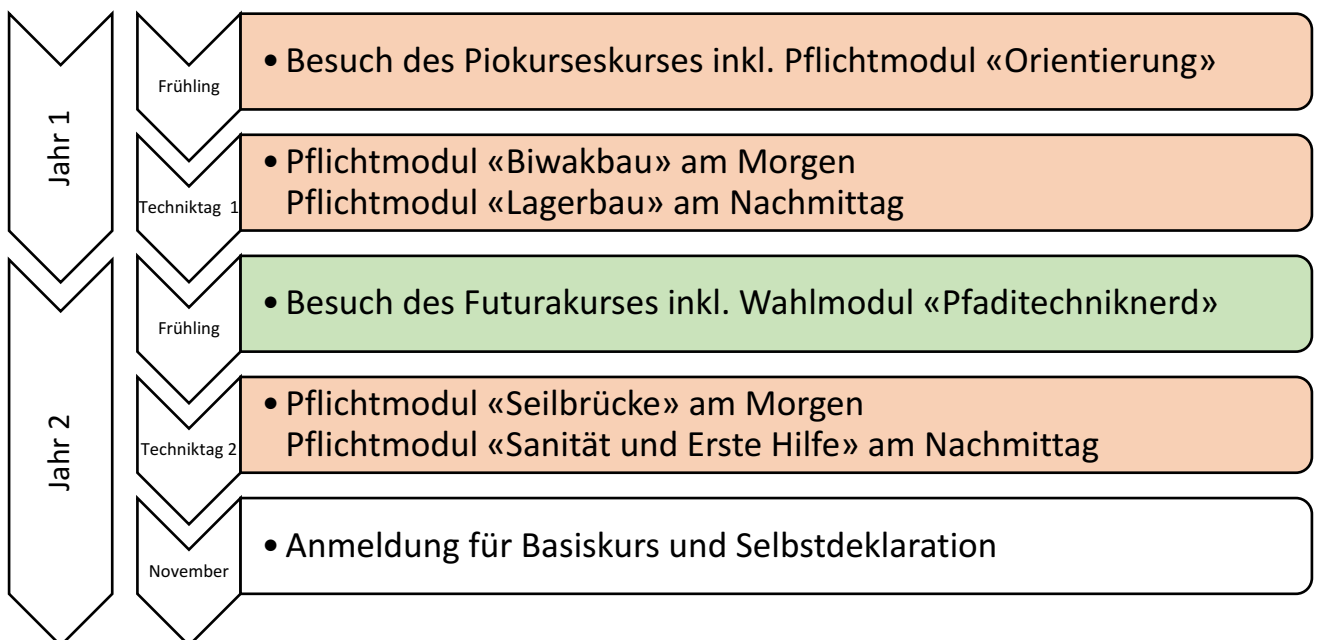 Jahr 1
Frühling
• Besuch des Piokurseskurses inkl. Pflichtmodul «Orientierung»
Techniktag 1
• Pflichtmodul «Biwakbau» am Morgen
Pflichtmodul «Lagerbau» am Nachmittag
Jahr 2
Frühling
• Besuch des Futurakurses inkl. Wahlmodul «Pfaditechniknerd»
Techniktag 2
• Pflichtmodul «Seilbrücke» am Morgen
Pflichtmodul «Sanität und Erste Hilfe» am Nachmittag
November
• Anmeldung für Basiskurs und Selbstdeklaration